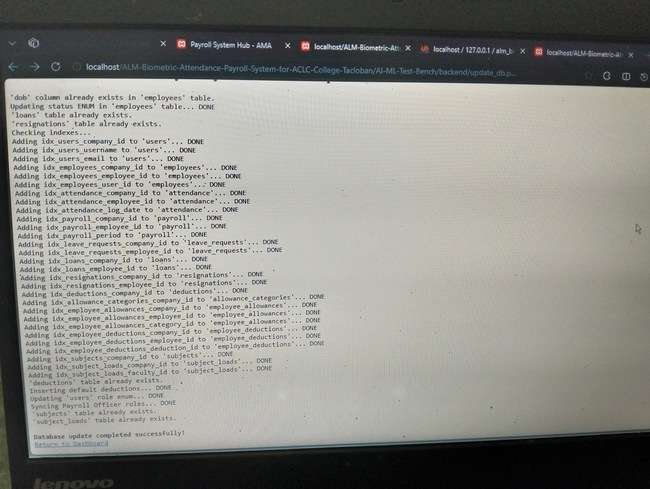 Payroll System Hub - AMA
localhost/ALM-Biometric-Att
localhost / 127.0.0.1 / alm_b
localhost/ALM-Biometric-At
localhost/ALM-Biometric-Attendance-Payroll-System-for-ACLC-College-Tacloban/AI-ML-Test-Bench/backend/update_db.p...
'dob' column already exists in 'employees' table.
Updating status ENUM in 'employees' table... DONE
'loans' table already exists.
'resignations' table already exists.
Checking indexes...
Adding idx_users_company_id to 'users'... DONE
Adding idx_users_username to 'users'... DONE
Adding idx_users_email to 'users'... DONE
Adding idx_employees_company_id to 'employees'... DONE
Adding idx_employees_employee_id to 'employees'... DONE
Adding idx_employees_user_id to 'employees'... DONE
Adding idx_attendance_company_id to 'attendance'... DONE
Adding idx_attendance_employee_id to 'attendance'... DONE
Adding idx_attendance_log_date to 'attendance'... DONE
Adding idx_payroll_company_id to 'payroll'... DONE
Adding idx_payroll_employee_id to 'payroll'... DONE
Adding idx_payroll_period to 'payroll'... DONE
Adding idx_leave_requests_company_id to 'leave_requests'... DONE
Adding idx_leave_requests_employee_id to 'leave_requests'... DONE
Adding idx_loans_company_id to 'loans'... DONE
Adding idx_loans_employee_id to 'loans'... DONE
Adding idx_resignations_company_id to 'resignations'... DONE
Adding idx_resignations_employee_id to 'resignations'... DONE
Adding idx_deductions_company_id to 'deductions'... DONE
Adding idx_allowance_categories_company_id to 'allowance_categories'... DONE
Adding idx_employee_allowances_company_id to 'employee_allowances'... DONE
Adding idx_employee_allowances_employee_id to 'employee_allowances'... DONE
Adding idx_employee_allowances_category_id to 'employee_allowances'... DONE
Adding idx_employee_deductions_company_id to 'employee_deductions'... DONE
Adding idx_employee_deductions_employee_id to 'employee_deductions'... DONE
Adding idx_employee_deductions_deduction_id to 'employee_deductions'... DONE
Adding idx_subjects_company_id to 'subjects'... DONE
Adding idx_subject_loads_company_id to 'subject_loads'... DONE
Adding idx_subject_loads_faculty_id to 'subject_loads'... DONE
'deductions' table already exists.
Inserting default deductions... DONE
Updating 'users' role enum... DONE
Syncing Payroll Officer roles... DONE
'subjects' table already exists.
'subject_loads' table already exists.
Database update completed successfully!
Return to Dashboard
lenovo